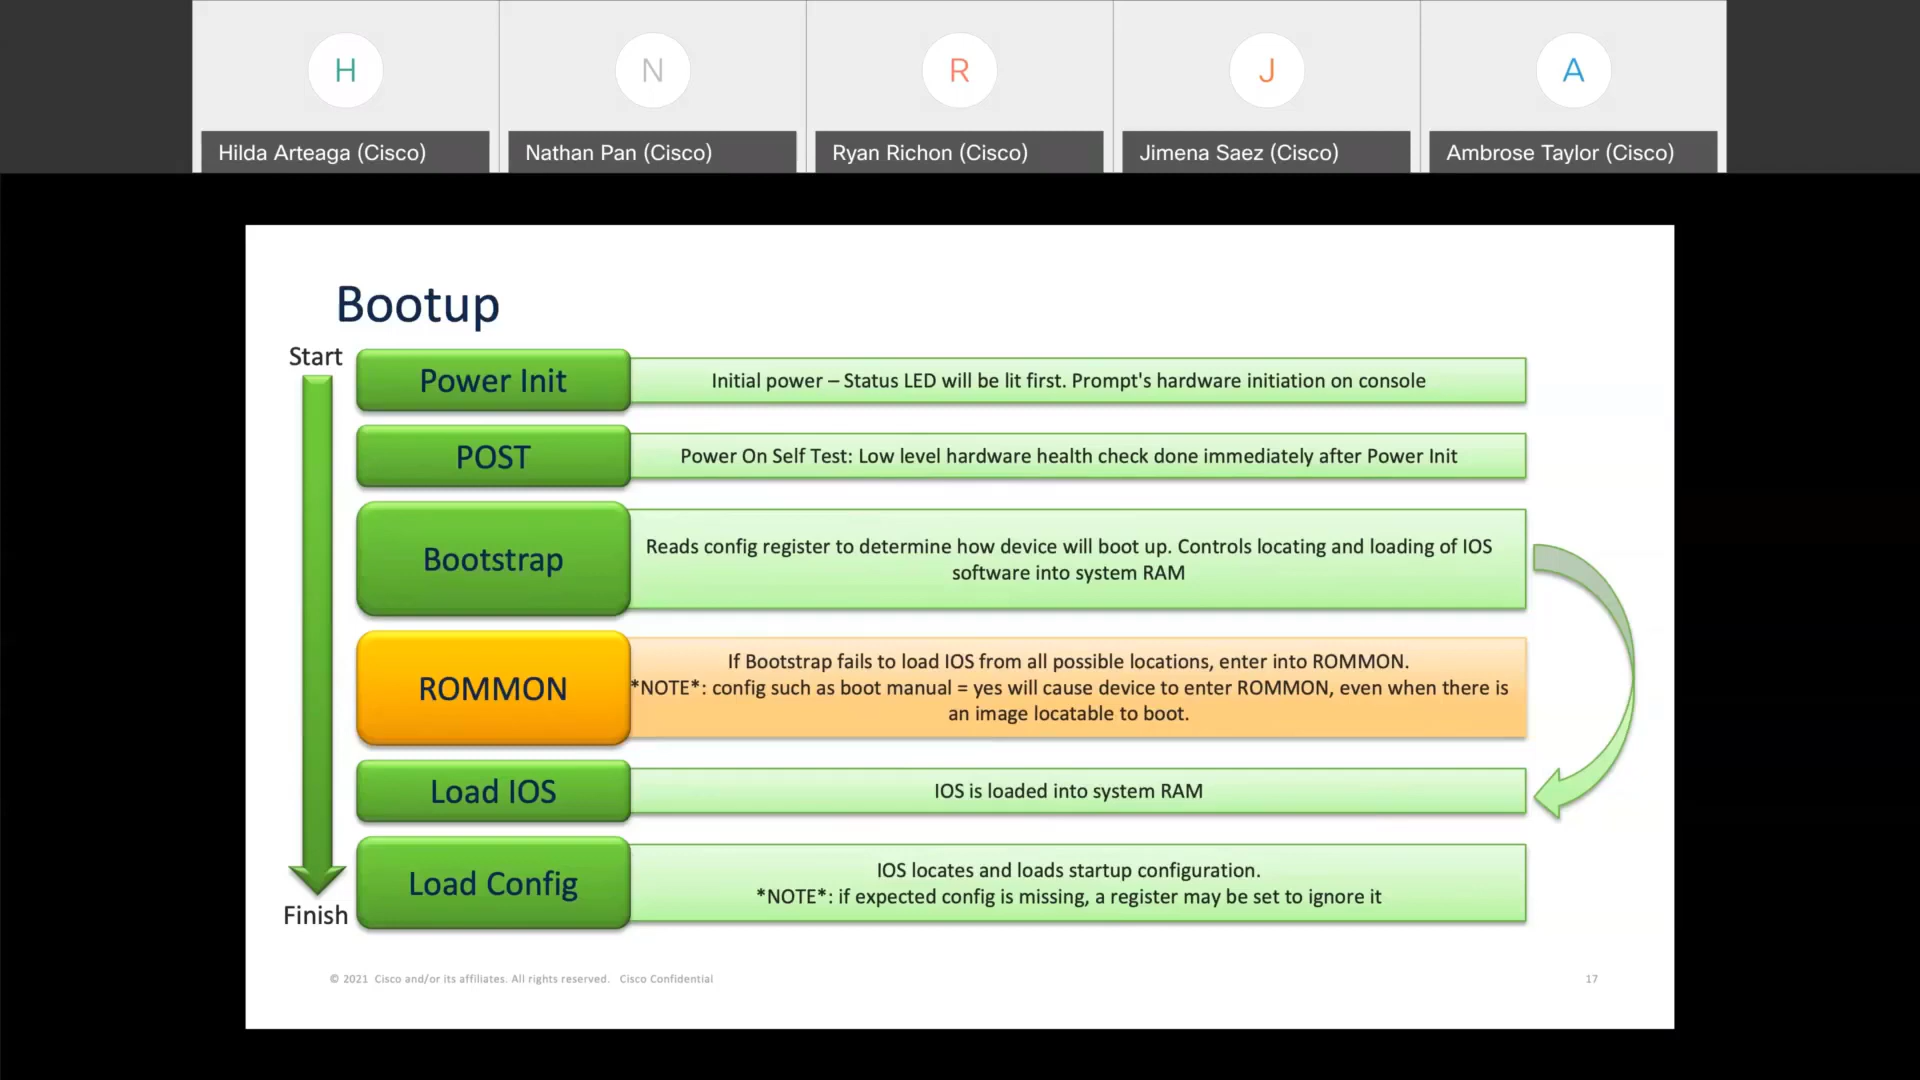 H
N
R
J
A
Hilda Arteaga (Cisco)
Nathan Pan (Cisco)
Ryan Richon (Cisco)
Jimena Saez (Cisco)
Ambrose Taylor (Cisco)
Bootup
Start
Power Init
Initial power – Status LED will be lit first. Prompt's hardware initiation on console
POST
Power On Self Test: Low level hardware health check done immediately after Power Init
Bootstrap
Reads config register to determine how device will boot up. Controls locating and loading of IOS
software into system RAM
ROMMON
If Bootstrap fails to load IOS from all possible locations, enter into ROMMON.
*NOTE*: config such as boot manual = yes will cause device to enter ROMMON, even when there is
an image locatable to boot.
Load IOS
IOS is loaded into system RAM
Load Config
IOS locates and loads startup configuration.
*NOTE*: if expected config is missing, a register may be set to ignore it
Finish
© 2021 Cisco and/or its affiliates. All rights reserved. Cisco Confidential
17